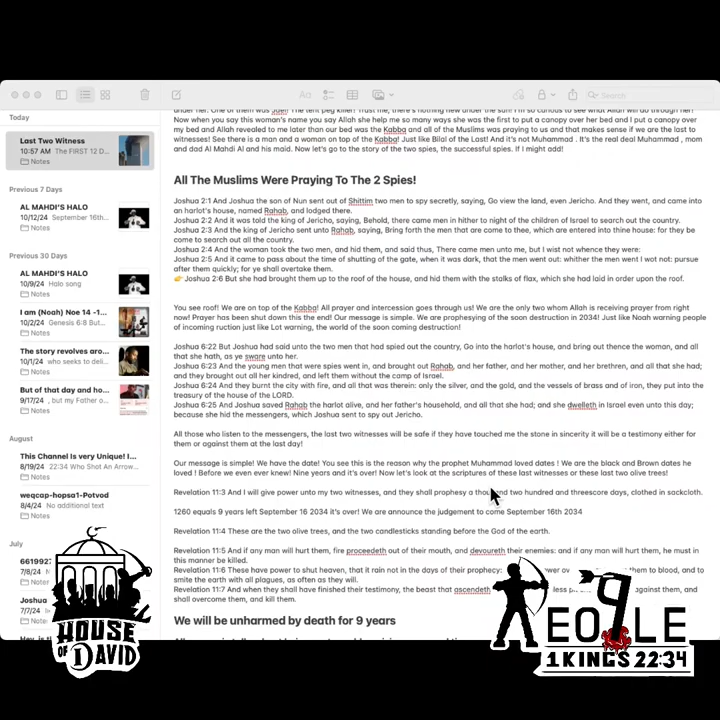 Search
Today
Last Two Witness
10:57 AM The FIRST 12 D...
Notes
Previous 7 Days
AL MAHDI'S HALO
10/12/24 September 16th...
Notes
Previous 30 Days
AL MAHDI'S HALO
10/9/24 Halo song
Notes
I am (Noah) Noe 14 -1...
10/2/24 Genesis 6:8 But...
Notes
The story revolves aro...
10/1/24 who seeks to deli...
Notes
But of that day and ho...
9/17/24 , but my Father o...
Notes
August
This Channel is very Unique! I...
8/19/24 22:34 Who Shot An Arrow...
Notes
weqcap-hopsa1-Potvod
8/4/24 No additional text
Notes
July
6619927
7/8/24
Notes
Joshua
7/7/24
Notes
under her. One of them was Joel! The tent peg killer! Trust me, there's nothing new under the sun! I'm so curious to see what Allah will do through her!
Now when you say this woman's name you say Allah she help me so many ways she was the first to put a canopy over her bed and I put a canopy over
my bed and Allah revealed to me later than our bed was the Kabba and all of the Muslims was praying to us and that makes sense if we are the last to
witnesses! See there is a man and a woman on top of the Kabba! Just like Bilal of the Last! And it's not Muhammad . It's the real deal Muhammad , mom
and dad Al Mahdi Al and his maid. Now let's go to the story of the two spies, the successful spies. If I might add!
All The Muslims Were Praying To The 2 Spies!
Joshua 2:1 And Joshua the son of Nun sent out of Shittim two men to spy secretly, saying, Go view the land, even Jericho. And they went, and came into
an harlot's house, named Rahab, and lodged there.
Joshua 2:2 And it was told the king of Jericho, saying, Behold, there came men in hither to night of the children of Israel to search out the country.
Joshua 2:3 And the king of Jericho sent unto Rahab, saying, Bring forth the men that are come to thee, which are entered into thine house: for they be
come to search out all the country.
Joshua 2:4 And the woman took the two men, and hid them, and said thus, There came men unto me, but I wist not whence they were:
Joshua 2:5 And it came to pass about the time of shutting of the gate, when it was dark, that the men went out: whither the men went I wot not: pursue
after them quickly; for ye shall overtake them.
👉 Joshua 2:6 But she had brought them up to the roof of the house, and hid them with the stalks of flax, which she had laid in order upon the roof.
You see roof! We are on top of the Kabba! All prayer and intercession goes through us! We are the only two whom Allah is receiving prayer from right
now! Prayer has been shut down this the end! Our message is simple. We are prophesying of the soon destruction in 2034! Just like Noah warning people
of incoming ruction just like Lot warning, the world of the soon coming destruction!
Joshua 6:22 But Joshua had said unto the two men that had spied out the country, Go into the harlot's house, and bring out thence the woman, and all
that she hath, as ye sware unto her.
Joshua 6:23 And the young men that were spies went in, and brought out Rahab, and her father, and her mother, and her brethren, and all that she had;
and they brought out all her kindred, and left them without the camp of Israel.
Joshua 6:24 And they burnt the city with fire, and all that was therein: only the silver, and the gold, and the vessels of brass and of iron, they put into the
treasury of the house of the LORD.
Joshua 6:25 And Joshua saved Rahab the harlot alive, and her father's household, and all that she had; and she dwelleth in Israel even unto this day;
because she hid the messengers, which Joshua sent to spy out Jericho.
All those who listen to the messengers, the last two witnesses will be safe if they have touched me the stone in sincerity it will be a testimony either for
them or against them at the last day!
Our message is simple! We have the date! You see this is the reason why the prophet Muhammad loved dates ! We are the black and Brown dates he
loved ! Before we even knew! Nine years and it's over! Now let's look at the scriptures of these last witnesses or these last two olive trees!
Revelation 11:3 And I will give power unto my two witnesses, and they shall prophesy a thousand two hundred and threescore days, clothed in sackcloth.
1260 equals 9 years left September 16 2034 it's over! We are announce the judgement to come September 16th 2034
Revelation 11:4 These are the two olive trees, and the two candlesticks standing before the God of the earth.
Revelation 11:5 And if any man will hurt them, fire proceedeth out of their mouth, and devoureth their enemies: and if any man will hurt them, he must in
this manner be killed.
Revelation 11:6 These have power to shut heaven, that it rain not in the days of their prophecy: power over them to blood, and to
smite the earth with all plagues, as often as they will.
Revelation 11:7 And when they shall have finished their testimony, the beast that ascendeth against them, and
shall overcome them, and kill them.
We will be unharmed by death for 9 years
HOUSE
OF DAVID
PEOPLE
1 KINGS 22:34